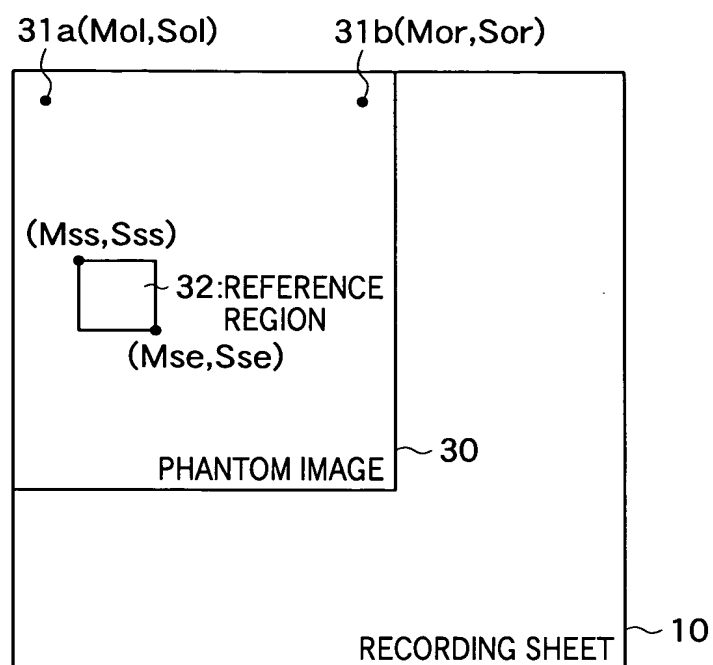 31a(Mol,Sol) 31b(Mor,Sor)
(Mss,Sss)
32:REFERENCE
REGION
(Mse,Sse)
PHANTOM IMAGE
30
RECORDING SHEET
10